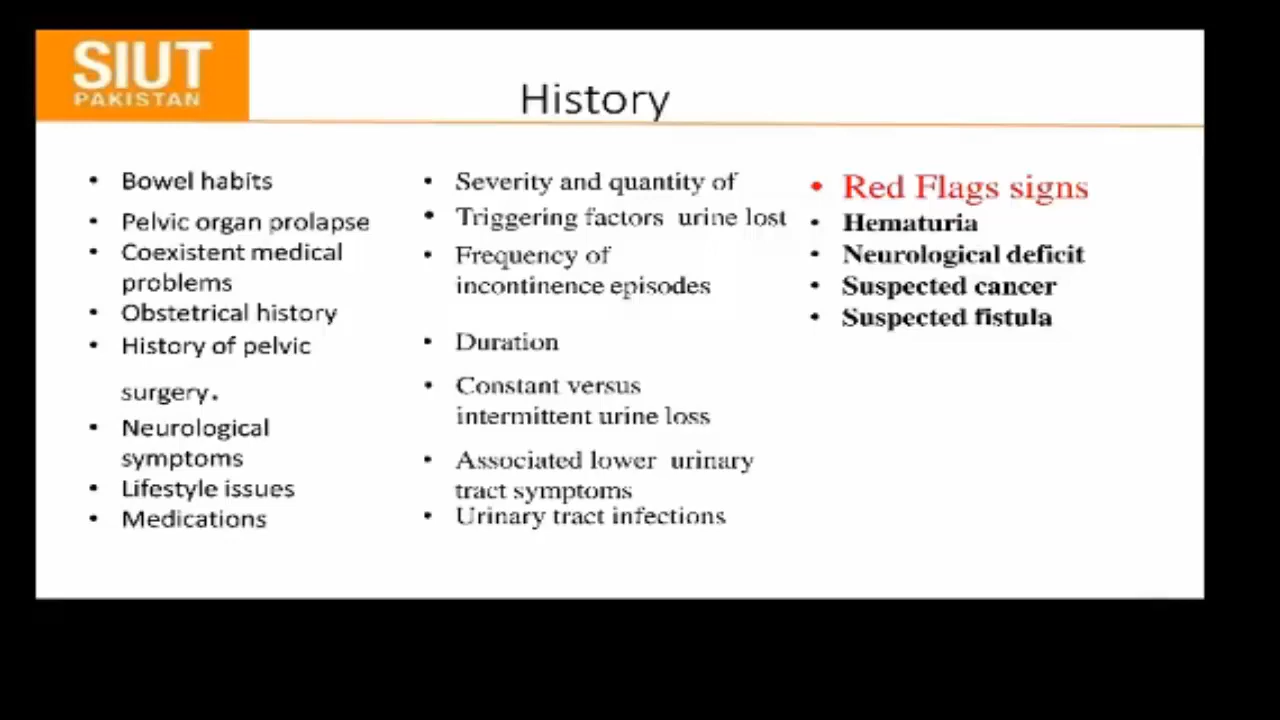 SIUT
PAKISTAN
History
• Bowel habits
• Pelvic organ prolapse
• Coexistent medical
problems
• Obstetrical history
• History of pelvic
surgery.
• Neurological
symptoms
• Lifestyle issues
• Medications
• Severity and quantity of
• Triggering factors urine lost
• Frequency of
incontinence episodes
• Duration
• Constant versus
intermittent urine loss
• Associated lower urinary
tract symptoms
• Urinary tract infections
• Red Flags signs
• Hematuria
• Neurological deficit
• Suspected cancer
• Suspected fistula